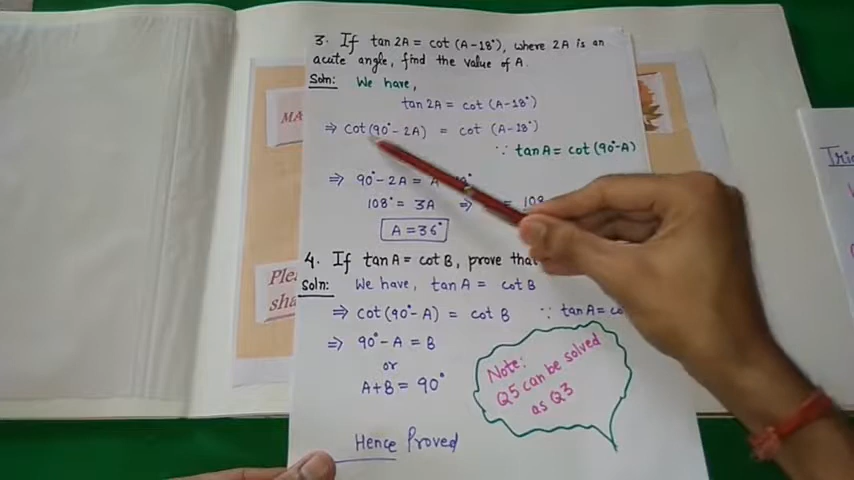 3. If tan 2A = cot (A-18°), where 2A is an
acute angle, find the value of A.
Soln: We have,
tan 2A = cot (A-18°)
⇒ cot (90°-2A) = cot (A-18°)
∵ tan A = cot (90°-A)
⇒ 90°-2A = A
108° = 3A ⇒ = 108
A = 36°
4. If tan A = cot B, prove that
Soln: We have, tan A = cot B
⇒ cot (90°-A) = cot B ∵ tan A =
⇒ 90°-A = B
or
A+B = 90°
Hence Proved
Note:
Q5 can be solved
as Q3
MA
Ple